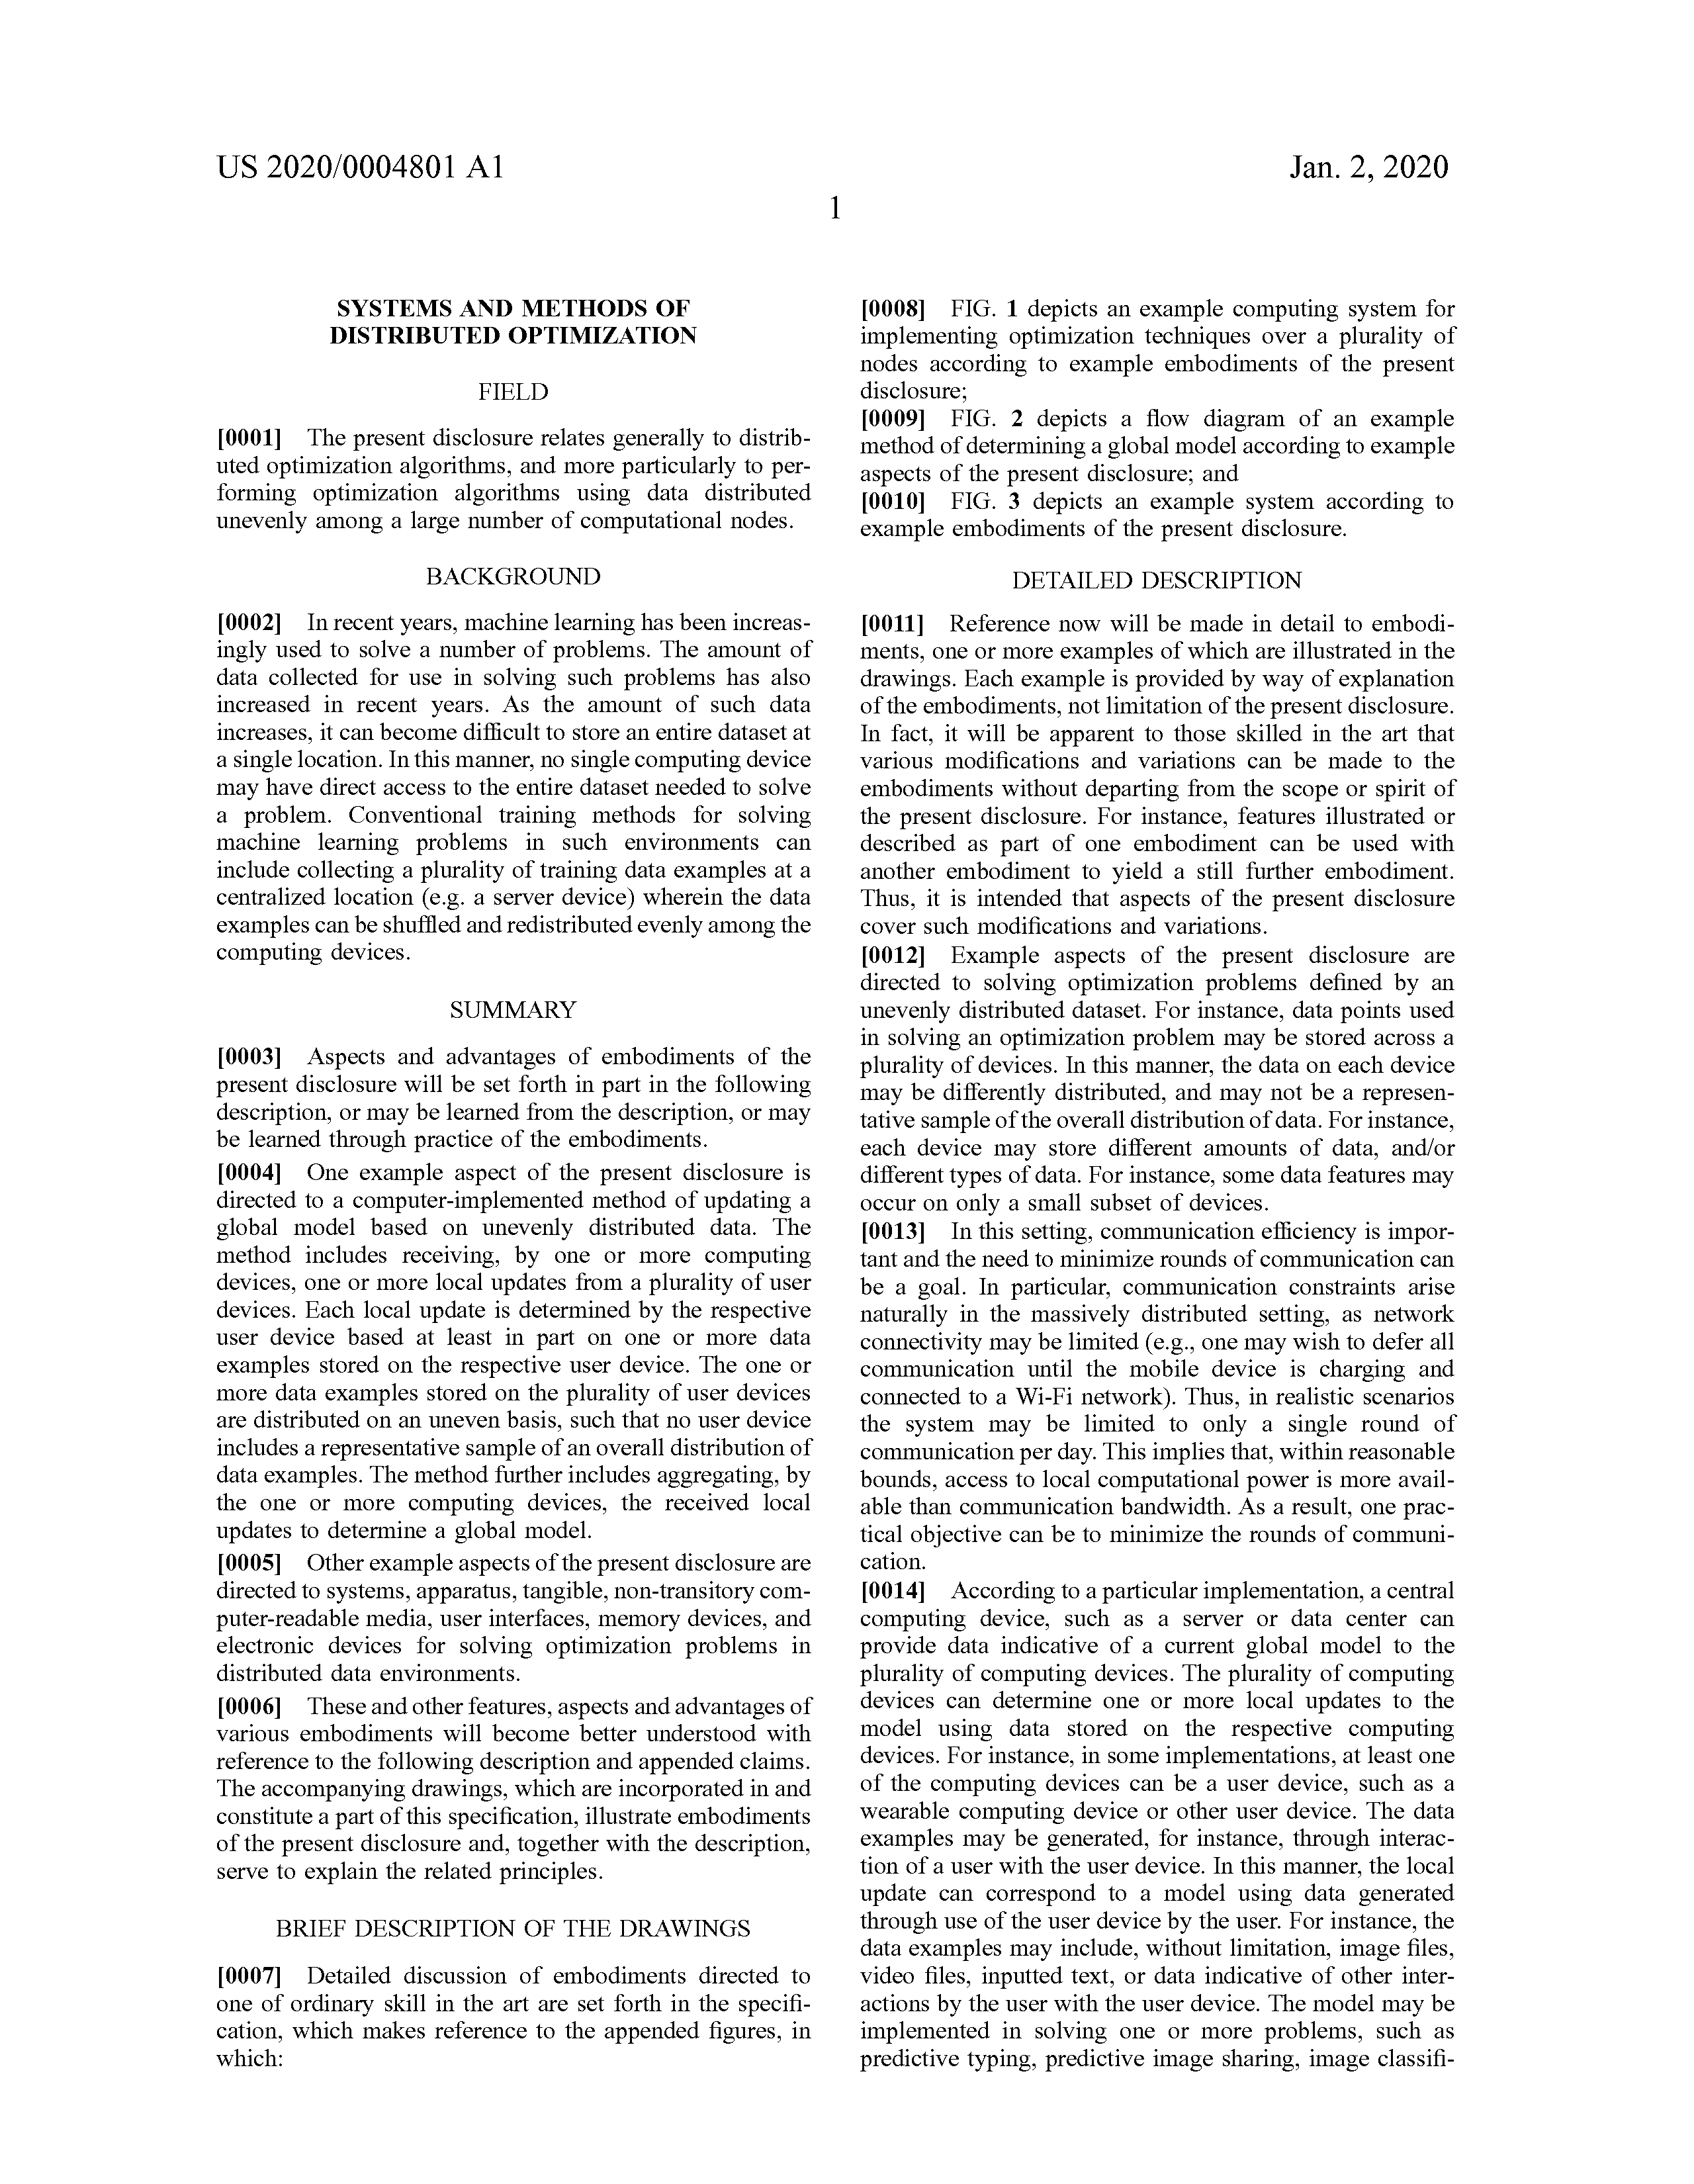 US 2020/0004801 A1
Jan. 2, 2020
1
SYSTEMS AND METHODS OF
DISTRIBUTED OPTIMIZATION
FIELD
[0001] The present disclosure relates generally to distrib-
uted optimization algorithms, and more particularly to per-
forming optimization algorithms using data distributed
unevenly among a large number of computational nodes.
BACKGROUND
[0002] In recent years, machine learning has been increas-
ingly used to solve a number of problems. The amount of
data collected for use in solving such problems has also
increased in recent years. As the amount of such data
increases, it can become difficult to store an entire dataset at
a single location. In this manner, no single computing device
may have direct access to the entire dataset needed to solve
a problem. Conventional training methods for solving
machine learning problems in such environments can
include collecting a plurality of training data examples at a
centralized location (e.g. a server device) wherein the data
examples can be shuffled and redistributed evenly among the
computing devices.
SUMMARY
[0003] Aspects and advantages of embodiments of the
present disclosure will be set forth in part in the following
description, or may be learned from the description, or may
be learned through practice of the embodiments.
[0004] One example aspect of the present disclosure is
directed to a computer-implemented method of updating a
global model based on unevenly distributed data. The
method includes receiving, by one or more computing
devices, one or more local updates from a plurality of user
devices. Each local update is determined by the respective
user device based at least in part on one or more data
examples stored on the respective user device. The one or
more data examples stored on the plurality of user devices
are distributed on an uneven basis, such that no user device
includes a representative sample of an overall distribution of
data examples. The method further includes aggregating, by
the one or more computing devices, the received local
updates to determine a global model.
[0005] Other example aspects of the present disclosure are
directed to systems, apparatus, tangible, non-transitory com-
puter-readable media, user interfaces, memory devices, and
electronic devices for solving optimization problems in
distributed data environments.
[0006] These and other features, aspects and advantages of
various embodiments will become better understood with
reference to the following description and appended claims.
The accompanying drawings, which are incorporated in and
constitute a part of this specification, illustrate embodiments
of the present disclosure and, together with the description,
serve to explain the related principles.
BRIEF DESCRIPTION OF THE DRAWINGS
[0007] Detailed discussion of embodiments directed to
one of ordinary skill in the art are set forth in the specifi-
cation, which makes reference to the appended figures, in
which:
[0008] FIG. 1 depicts an example computing system for
implementing optimization techniques over a plurality of
nodes according to example embodiments of the present
disclosure;
[0009] FIG. 2 depicts a flow diagram of an example
method of determining a global model according to example
aspects of the present disclosure; and
[0010] FIG. 3 depicts an example system according to
example embodiments of the present disclosure.
DETAILED DESCRIPTION
[0011] Reference now will be made in detail to embodi-
ments, one or more examples of which are illustrated in the
drawings. Each example is provided by way of explanation
of the embodiments, not limitation of the present disclosure.
In fact, it will be apparent to those skilled in the art that
various modifications and variations can be made to the
embodiments without departing from the scope or spirit of
the present disclosure. For instance, features illustrated or
described as part of one embodiment can be used with
another embodiment to yield a still further embodiment.
Thus, it is intended that aspects of the present disclosure
cover such modifications and variations.
[0012] Example aspects of the present disclosure are
directed to solving optimization problems defined by an
unevenly distributed dataset. For instance, data points used
in solving an optimization problem may be stored across a
plurality of devices. In this manner, the data on each device
may be differently distributed, and may not be a represen-
tative sample of the overall distribution of data. For instance,
each device may store different amounts of data, and/or
different types of data. For instance, some data features may
occur on only a small subset of devices.
[0013] In this setting, communication efficiency is impor-
tant and the need to minimize rounds of communication can
be a goal. In particular, communication constraints arise
naturally in the massively distributed setting, as network
connectivity may be limited (e.g., one may wish to defer all
communication until the mobile device is charging and
connected to a Wi-Fi network). Thus, in realistic scenarios
the system may be limited to only a single round of
communication per day. This implies that, within reasonable
bounds, access to local computational power is more avail-
able than communication bandwidth. As a result, one prac-
tical objective can be to minimize the rounds of communi-
cation.
[0014] According to a particular implementation, a central
computing device, such as a server or data center can
provide data indicative of a current global model to the
plurality of computing devices. The plurality of computing
devices can determine one or more local updates to the
model using data stored on the respective computing
devices. For instance, in some implementations, at least one
of the computing devices can be a user device, such as a
wearable computing device or other user device. The data
examples may be generated, for instance, through interac-
tion of a user with the user device. In this manner, the local
update can correspond to a model using data generated
through use of the user device by the user. For instance, the
data examples may include, without limitation, image files,
video files, inputted text, or data indicative of other inter-
actions by the user with the user device. The model may be
implemented in solving one or more problems, such as
predictive typing, predictive image sharing, image classifi-